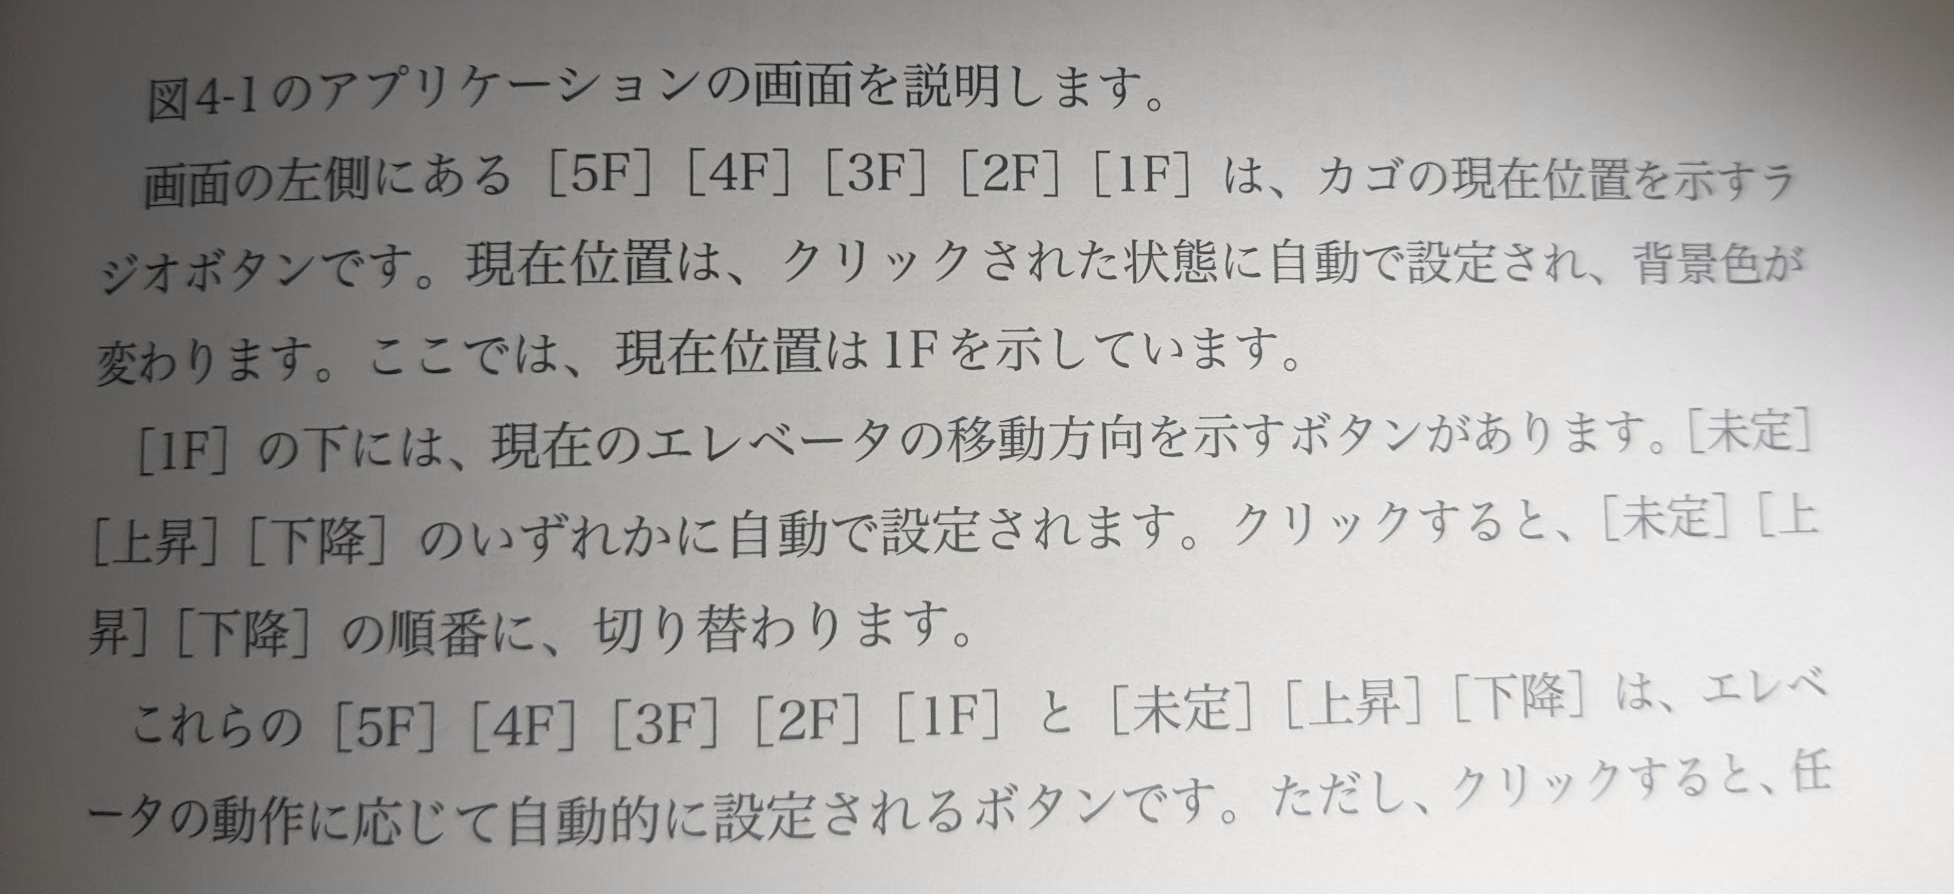 図4-1のアプリケーションの画面を説明します。
画面の左側にある［5F］［4F］［3F］［2F］［1F］は、カゴの現在位置を示すラ
ジオボタンです。現在位置は、クリックされた状態に自動で設定され、背景色が
変わります。ここでは、現在位置は1Fを示しています。
［1F］の下には、現在のエレベータの移動方向を示すボタンがあります。［未定］
［上昇］［下降］のいずれかに自動で設定されます。クリックすると、［未定］［上
昇］［下降］の順番に、切り替わります。
これらの［5F］［4F］［3F］［2F］［1F］と［未定］［上昇］［下降］は、エレベ
ータの動作に応じて自動的に設定されるボタンです。ただし、クリックすると、任